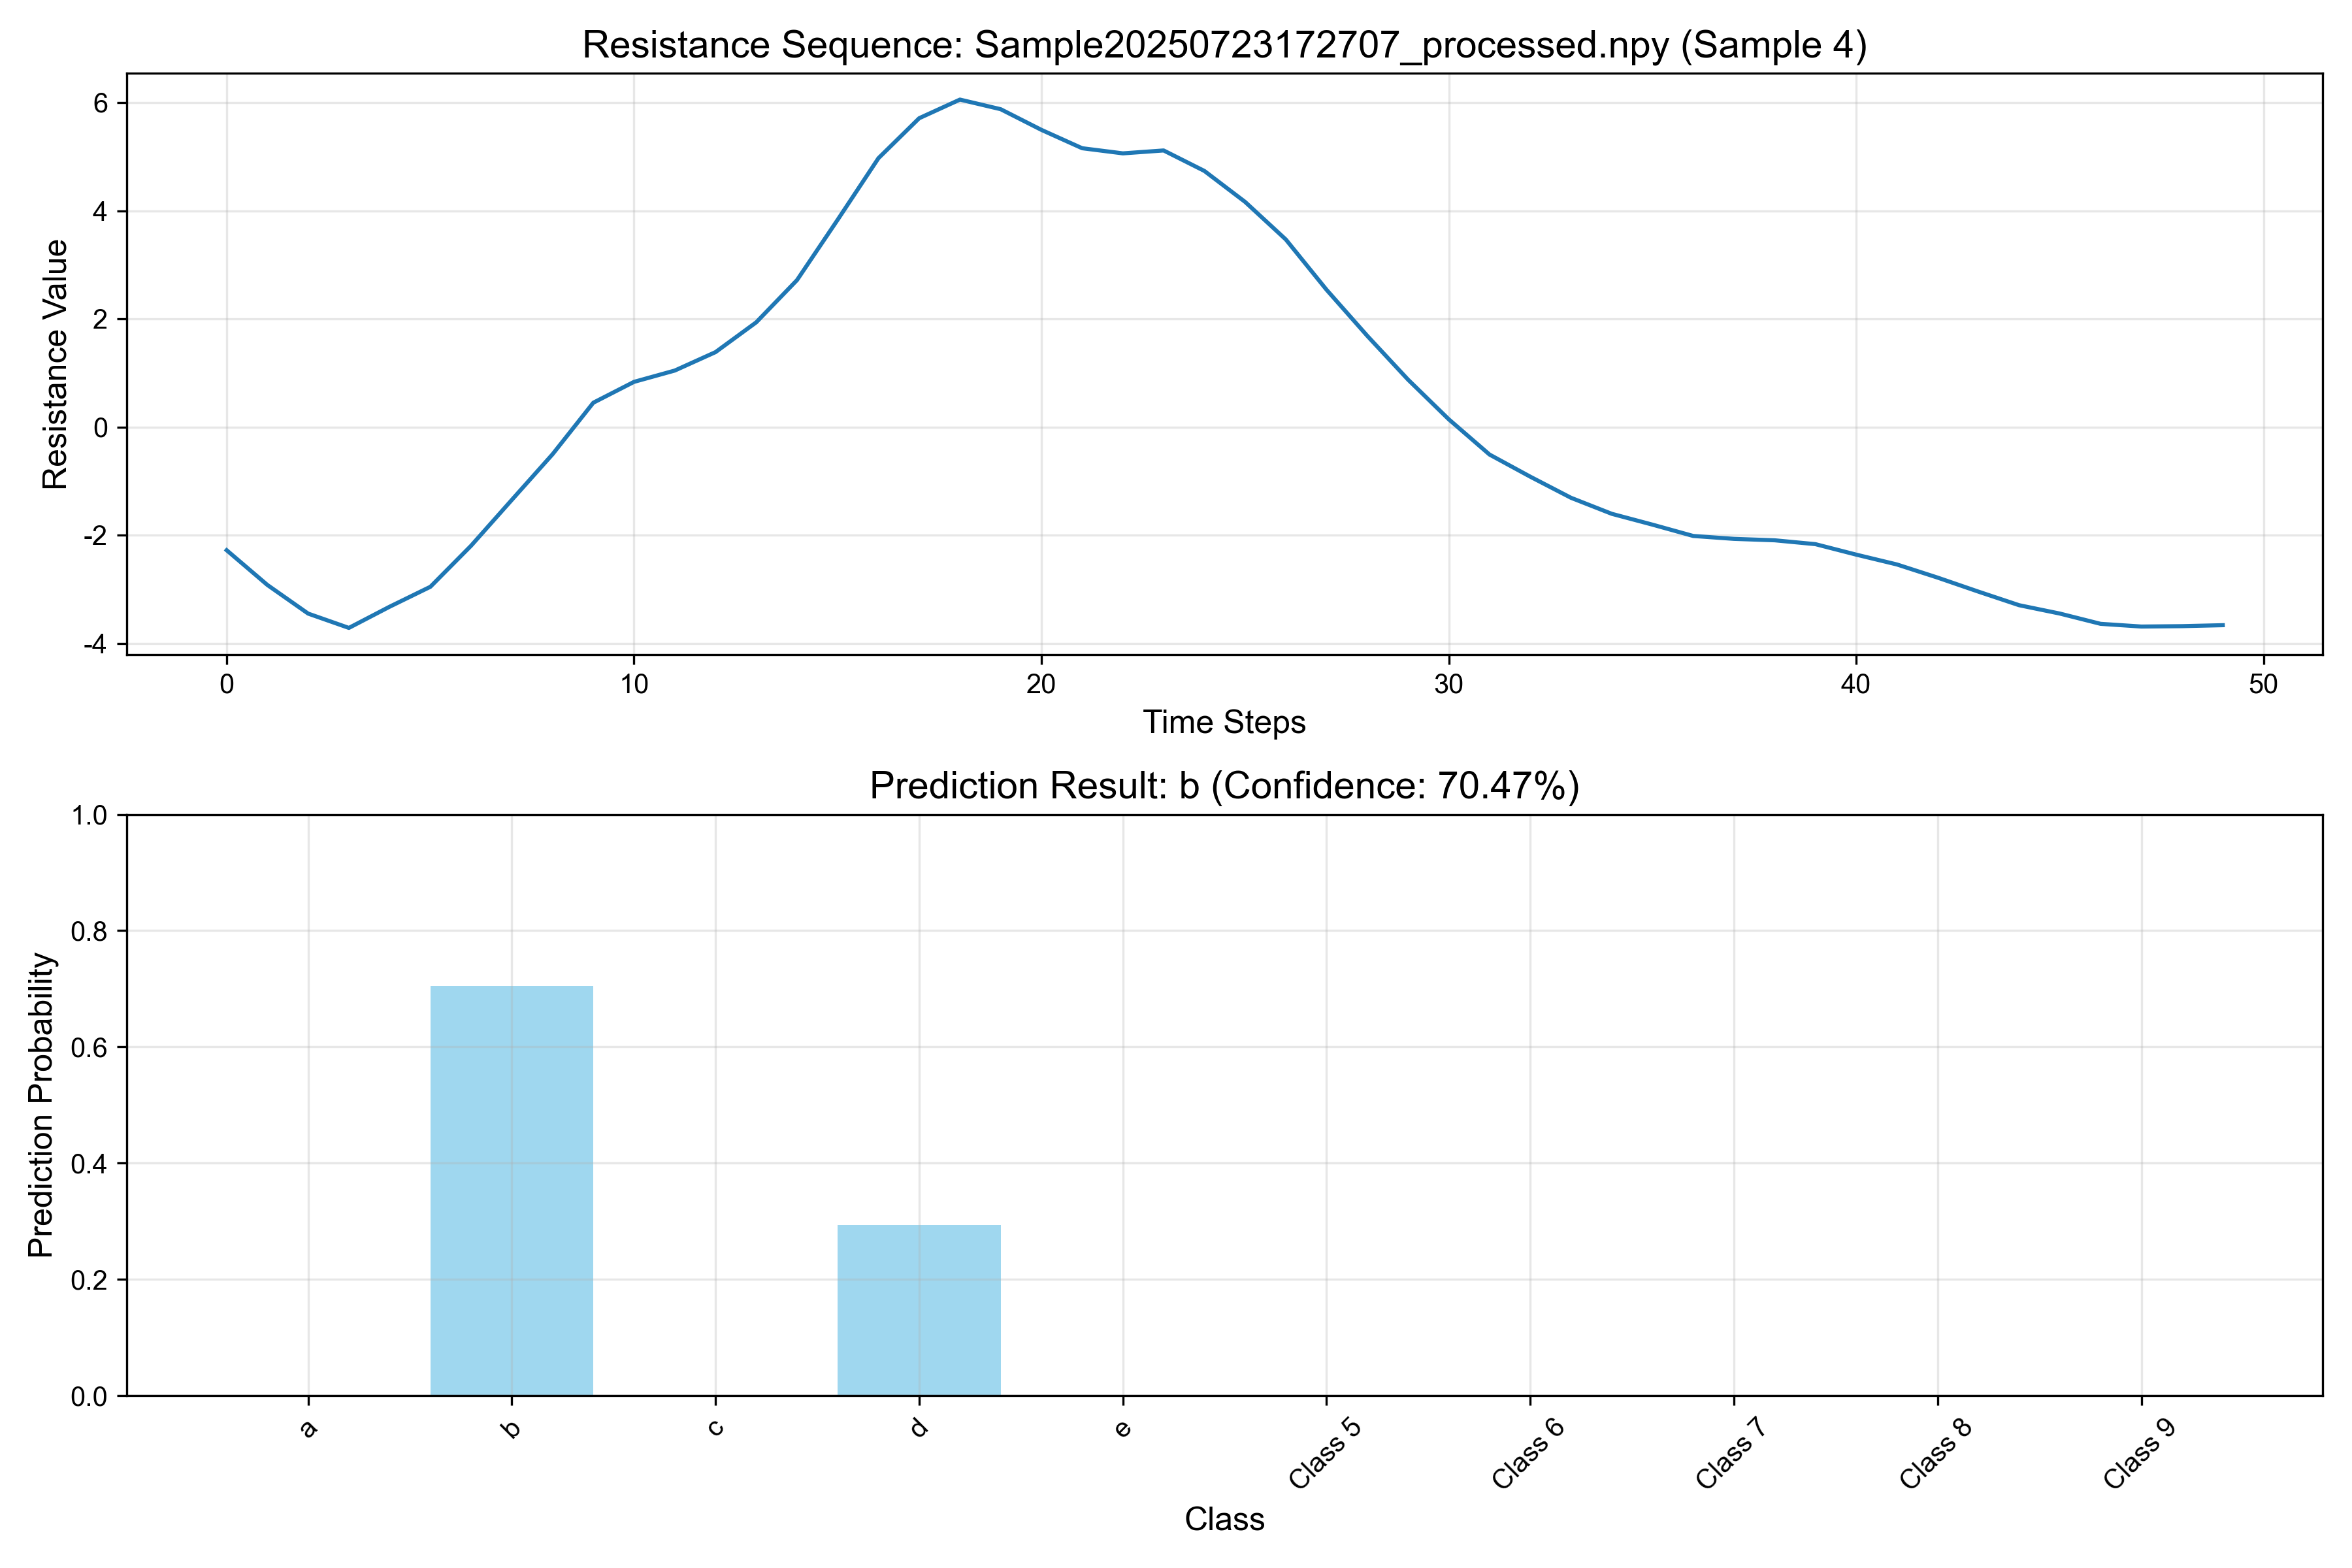 Resistance Sequence: Sample20250723172707_processed.npy (Sample 4)
Resistance Value
6
4
2
0
-2
-4
0 10 20 30 40 50
Time Steps
Prediction Result: b (Confidence: 70.47%)
Prediction Probability
1.0
0.8
0.6
0.4
0.2
0.0
a b c d e Class 5 Class 6 Class 7 Class 8 Class 9
Class